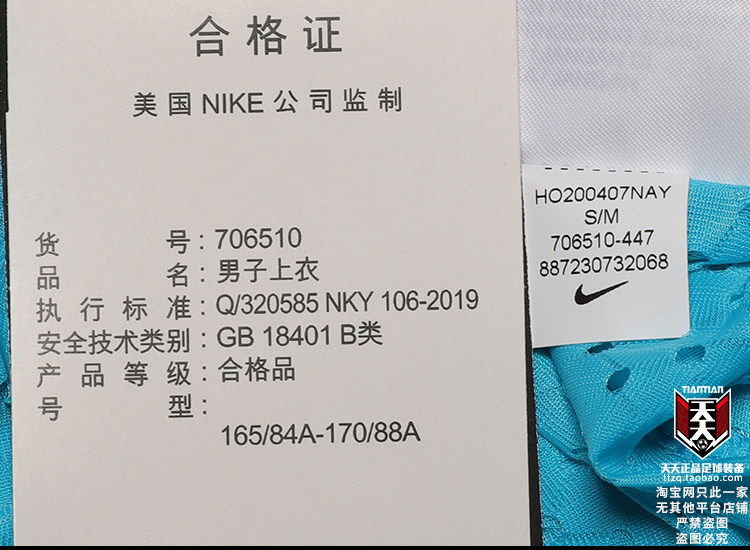 合格证
美国NIKE公司监制
货号：706510
品名：男子上衣
执行标准：Q/320585 NKY 106-2019
安全技术类别：GB 18401 B类
产品等级：合格品
号型：
165/84A-170/88A
HO200407NAY
S/M
706510-447
887230732068
TIANTIAN
天天
天天正品足球装备
ttzq.taobao.com
淘宝网只此一家
无其他平台店铺
严禁盗图
盗图必究